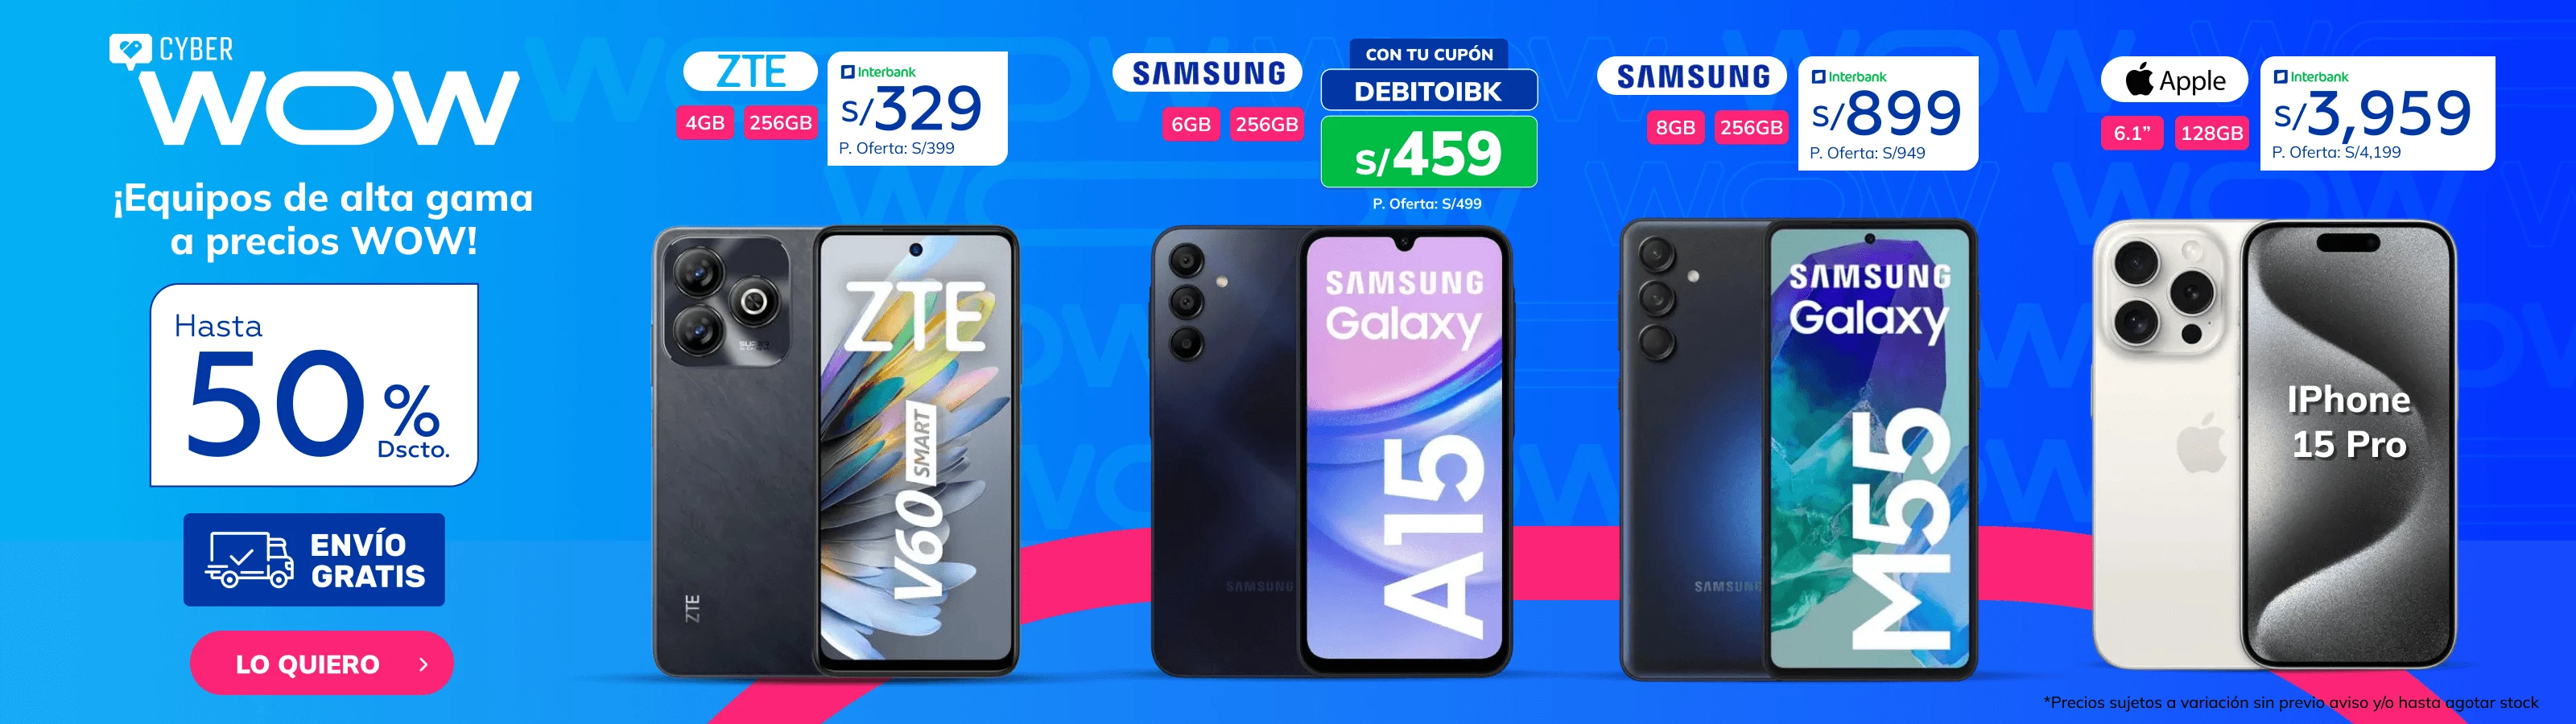 CYBER
WOW
¡Equipos de alta gama
a precios WOW!
Hasta
50 %
Dscto.
ENVÍO
GRATIS
LO QUIERO
ZTE
4GB 256GB
Interbank
S/329
P. Oferta: S/399
ZTE
V60 SMART
ZTE
SAMSUNG
6GB 256GB
CON TU CUPÓN
DEBITOIBK
S/459
P. Oferta: S/499
SAMSUNG
Galaxy
A15
SAMSUNG
SAMSUNG
8GB 256GB
Interbank
S/899
P. Oferta: S/949
SAMSUNG
Galaxy
M55
SAMSUNG
Apple
6.1” 128GB
Interbank
S/3,959
P. Oferta: S/4,199
IPhone
15 Pro
*Precios sujetos a variación sin previo aviso y/o hasta agotar stock